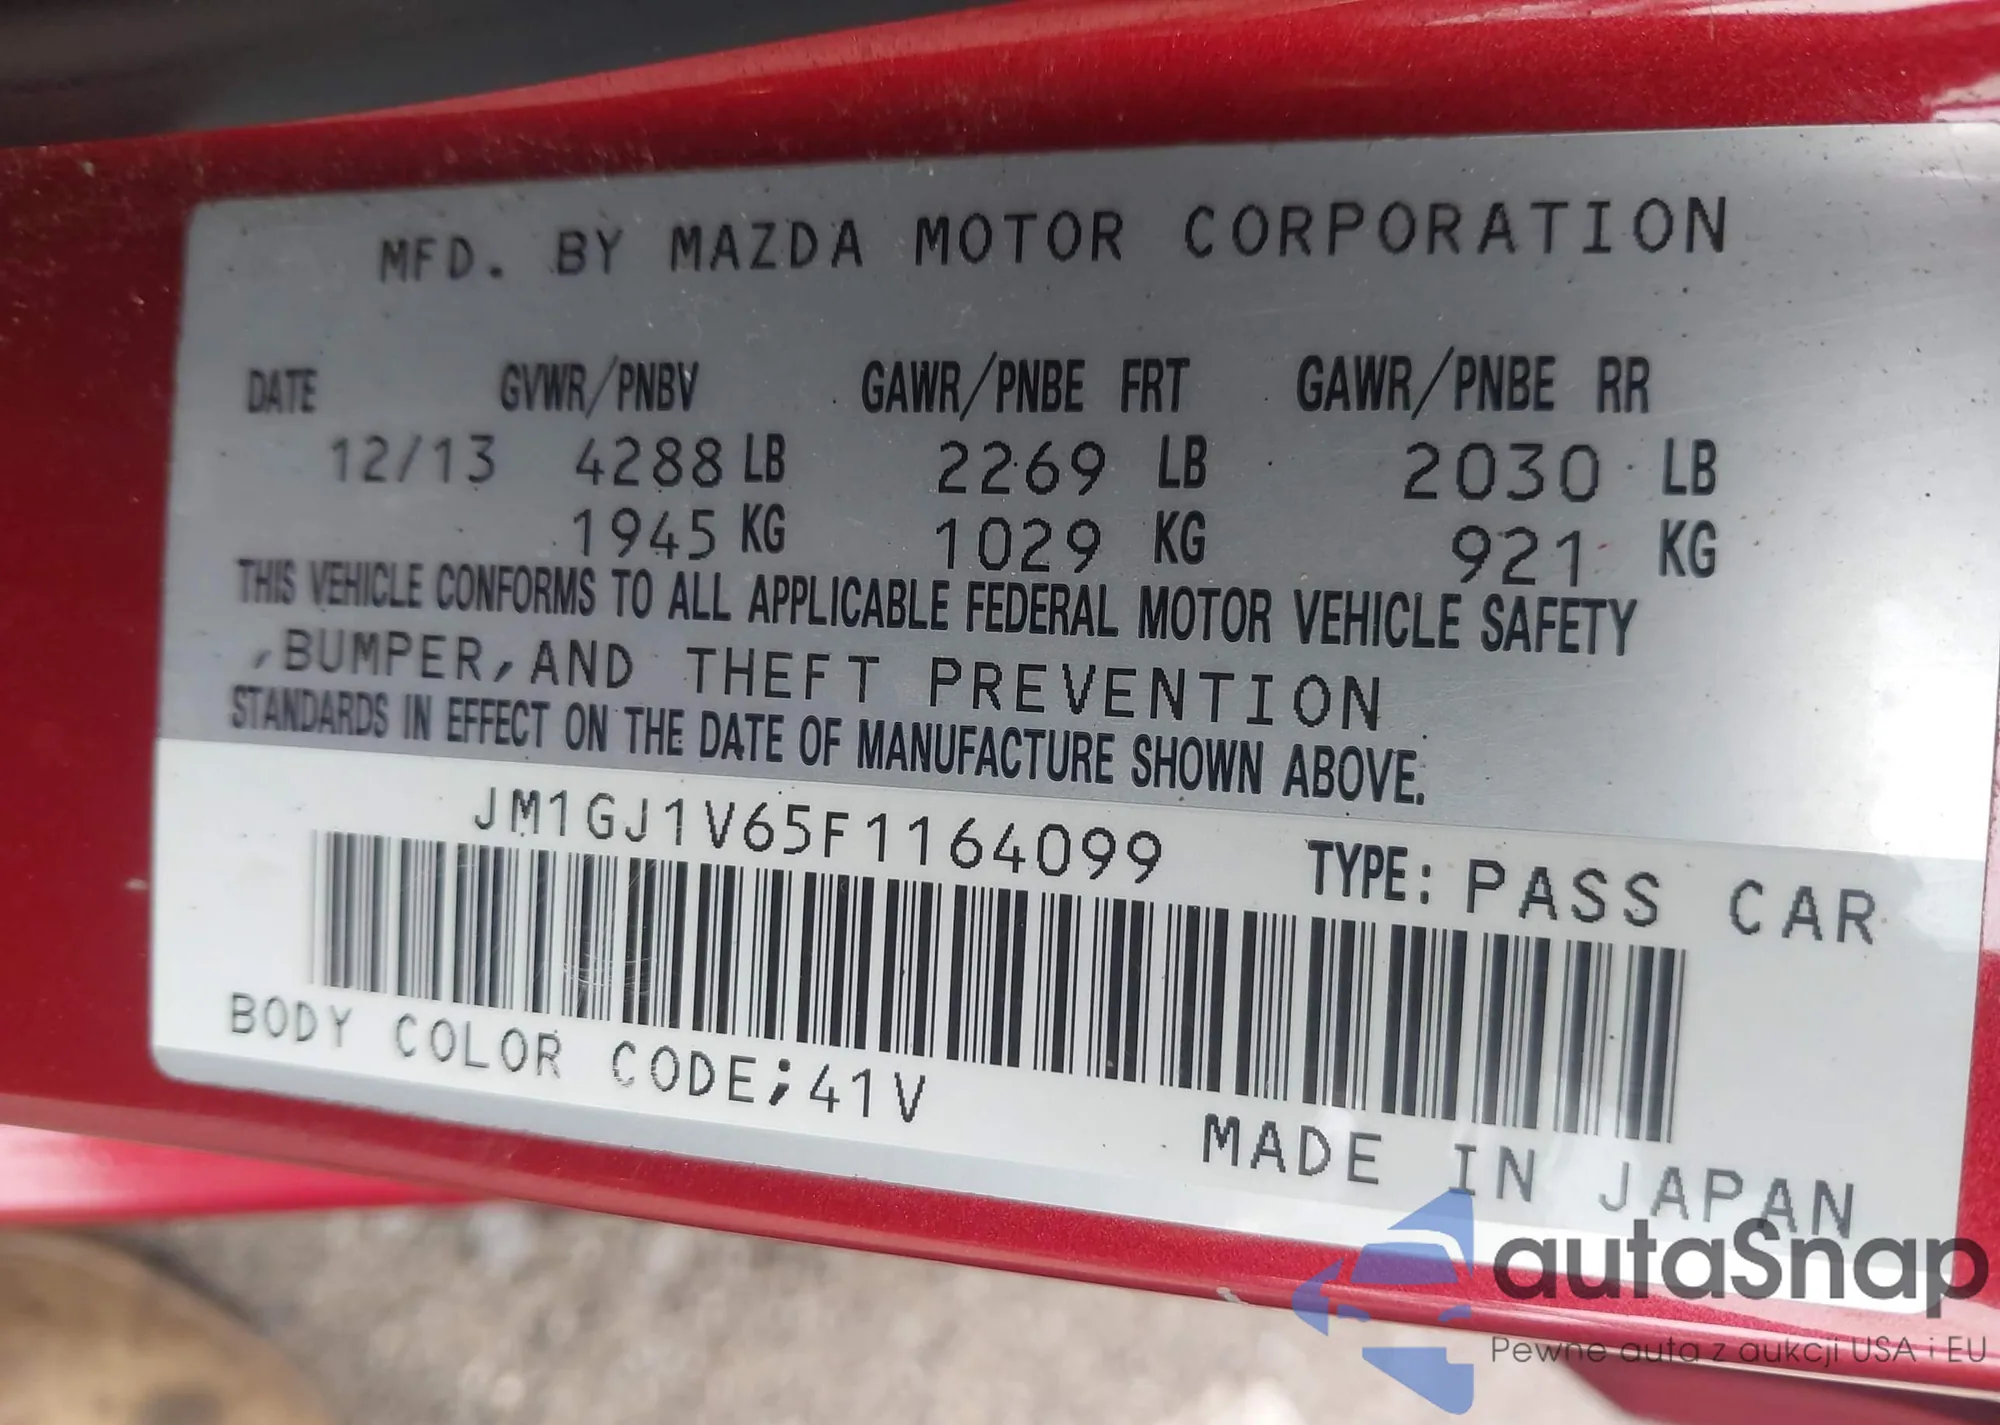 MFD. BY MAZDA MOTOR CORPORATION
DATE GVWR/PNBV GAWR/PNBE FRT GAWR/PNBE RR
12/13 4288 LB 2269 LB 2030 LB
1945 KG 1029 KG 921 KG
THIS VEHICLE CONFORMS TO ALL APPLICABLE FEDERAL MOTOR VEHICLE SAFETY
,BUMPER,AND THEFT PREVENTION
STANDARDS IN EFFECT ON THE DATE OF MANUFACTURE SHOWN ABOVE.
JM1GJ1V65F1164099 TYPE: PASS CAR
BODY COLOR CODE;41V
MADE IN JAPAN
autaSnap
Pewne auta z aukcji USA i EU